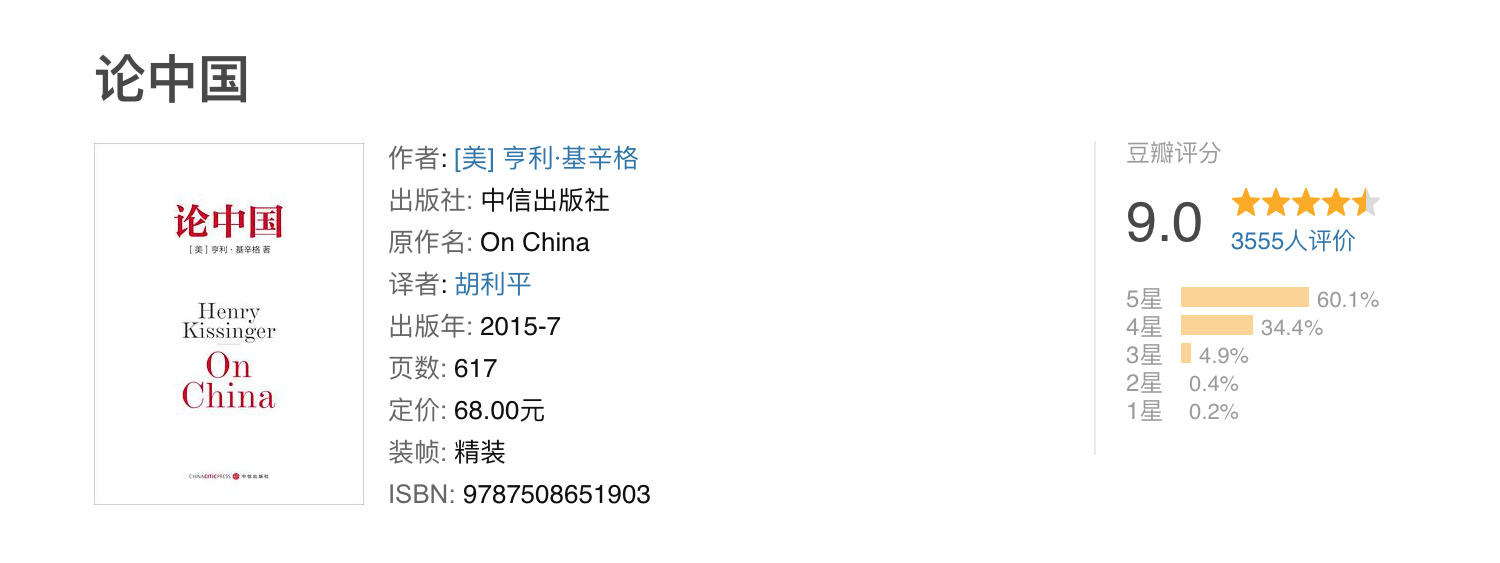 论中国
论中国
[美] 亨利·基辛格 著
Henry
Kissinger
On
China
CHINACITICPRESS 中信出版社
作者: [美] 亨利·基辛格
出版社: 中信出版社
原作名: On China
译者: 胡利平
出版年: 2015-7
页数: 617
定价: 68.00元
装帧: 精装
ISBN: 9787508651903
豆瓣评分
9.0
3555人评价
5星 60.1%
4星 34.4%
3星 4.9%
2星 0.4%
1星 0.2%